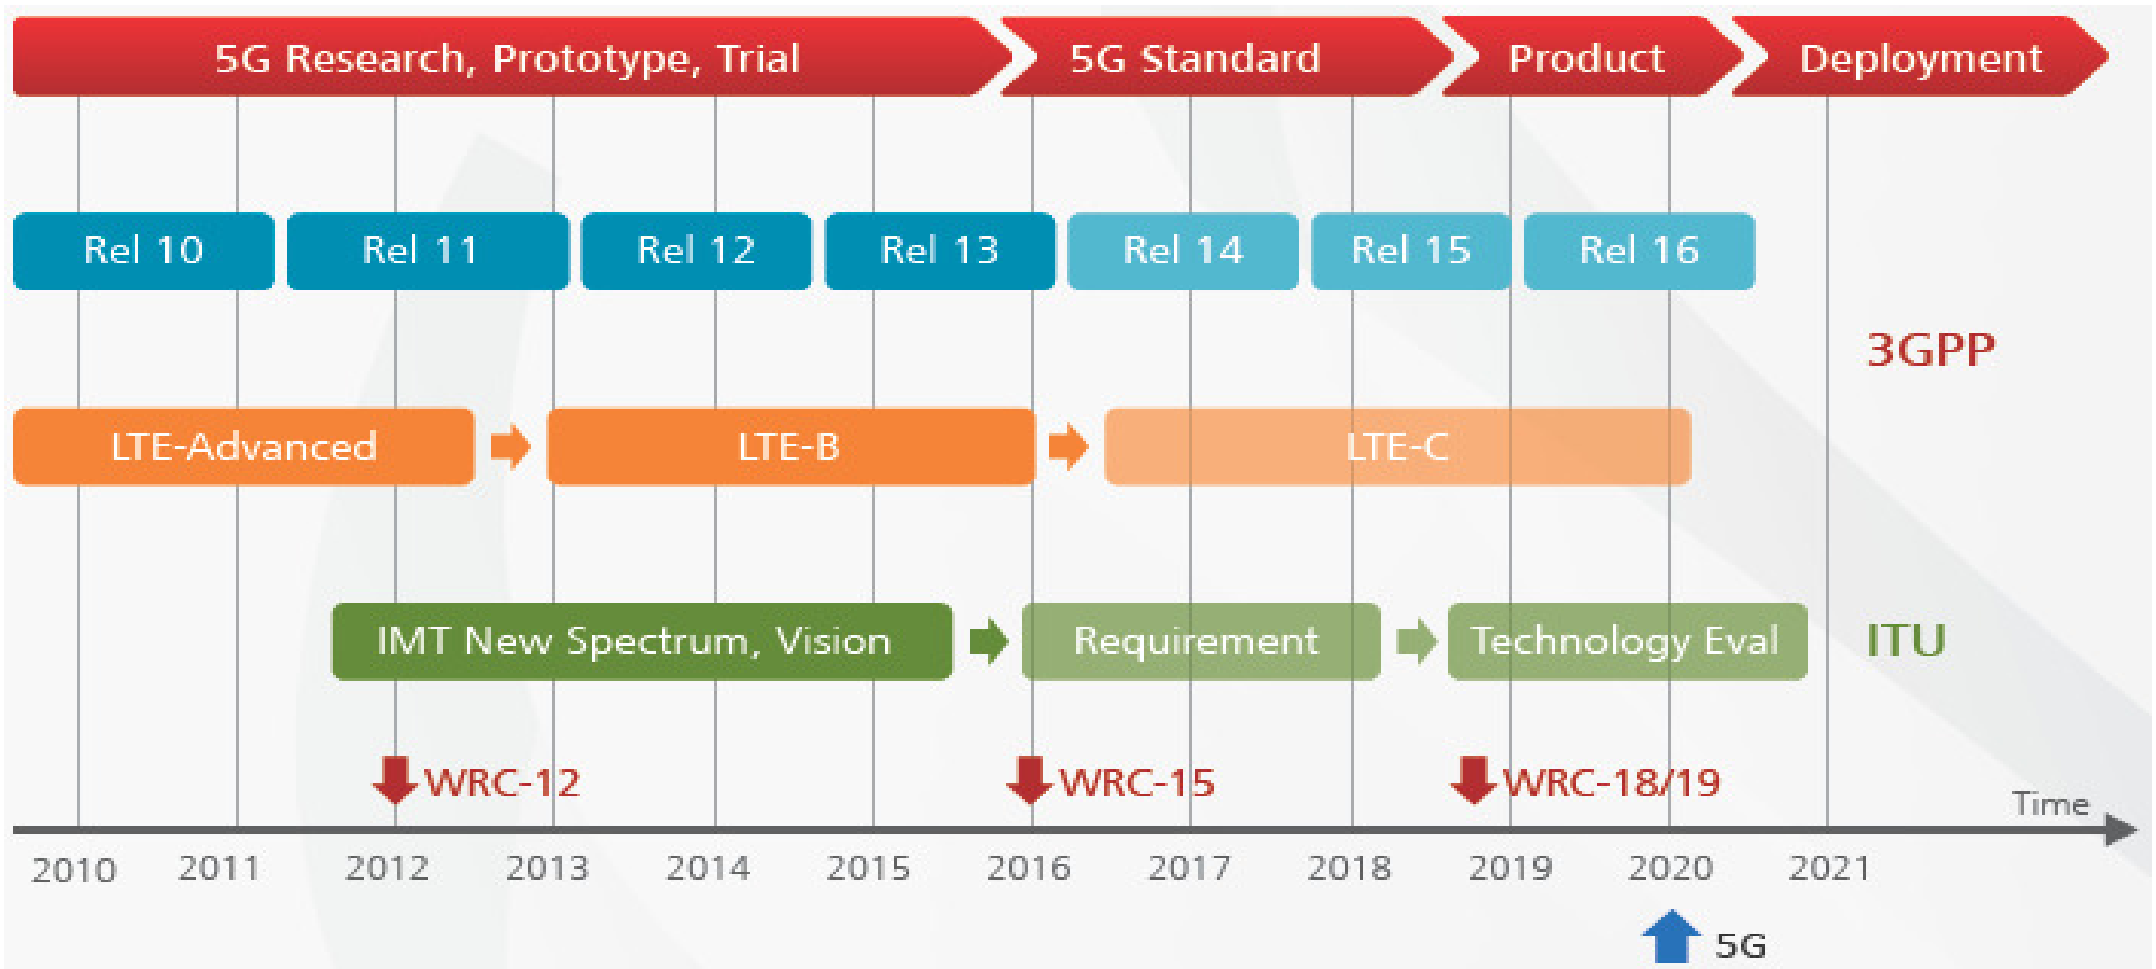 5G Research, Prototype, Trial
5G Standard
Product
Deployment
Rel 10
Rel 11
Rel 12
Rel 13
Rel 14
Rel 15
Rel 16
3GPP
LTE-Advanced
LTE-B
LTE-C
IMT New Spectrum, Vision
Requirement
Technology Eval
ITU
WRC-12
WRC-15
WRC-18/19
Time
2010
2011
2012
2013
2014
2015
2016
2017
2018
2019
2020
2021
5G